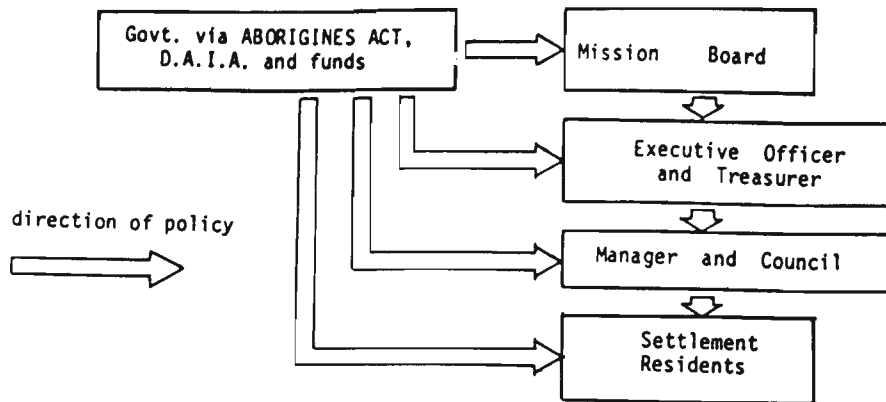 Govt. via ABORIGINES ACT,
D.A.I.A. and funds
Mission Board
Executive Officer
and Treasurer
direction of policy
Manager and Council
Settlement
Residents